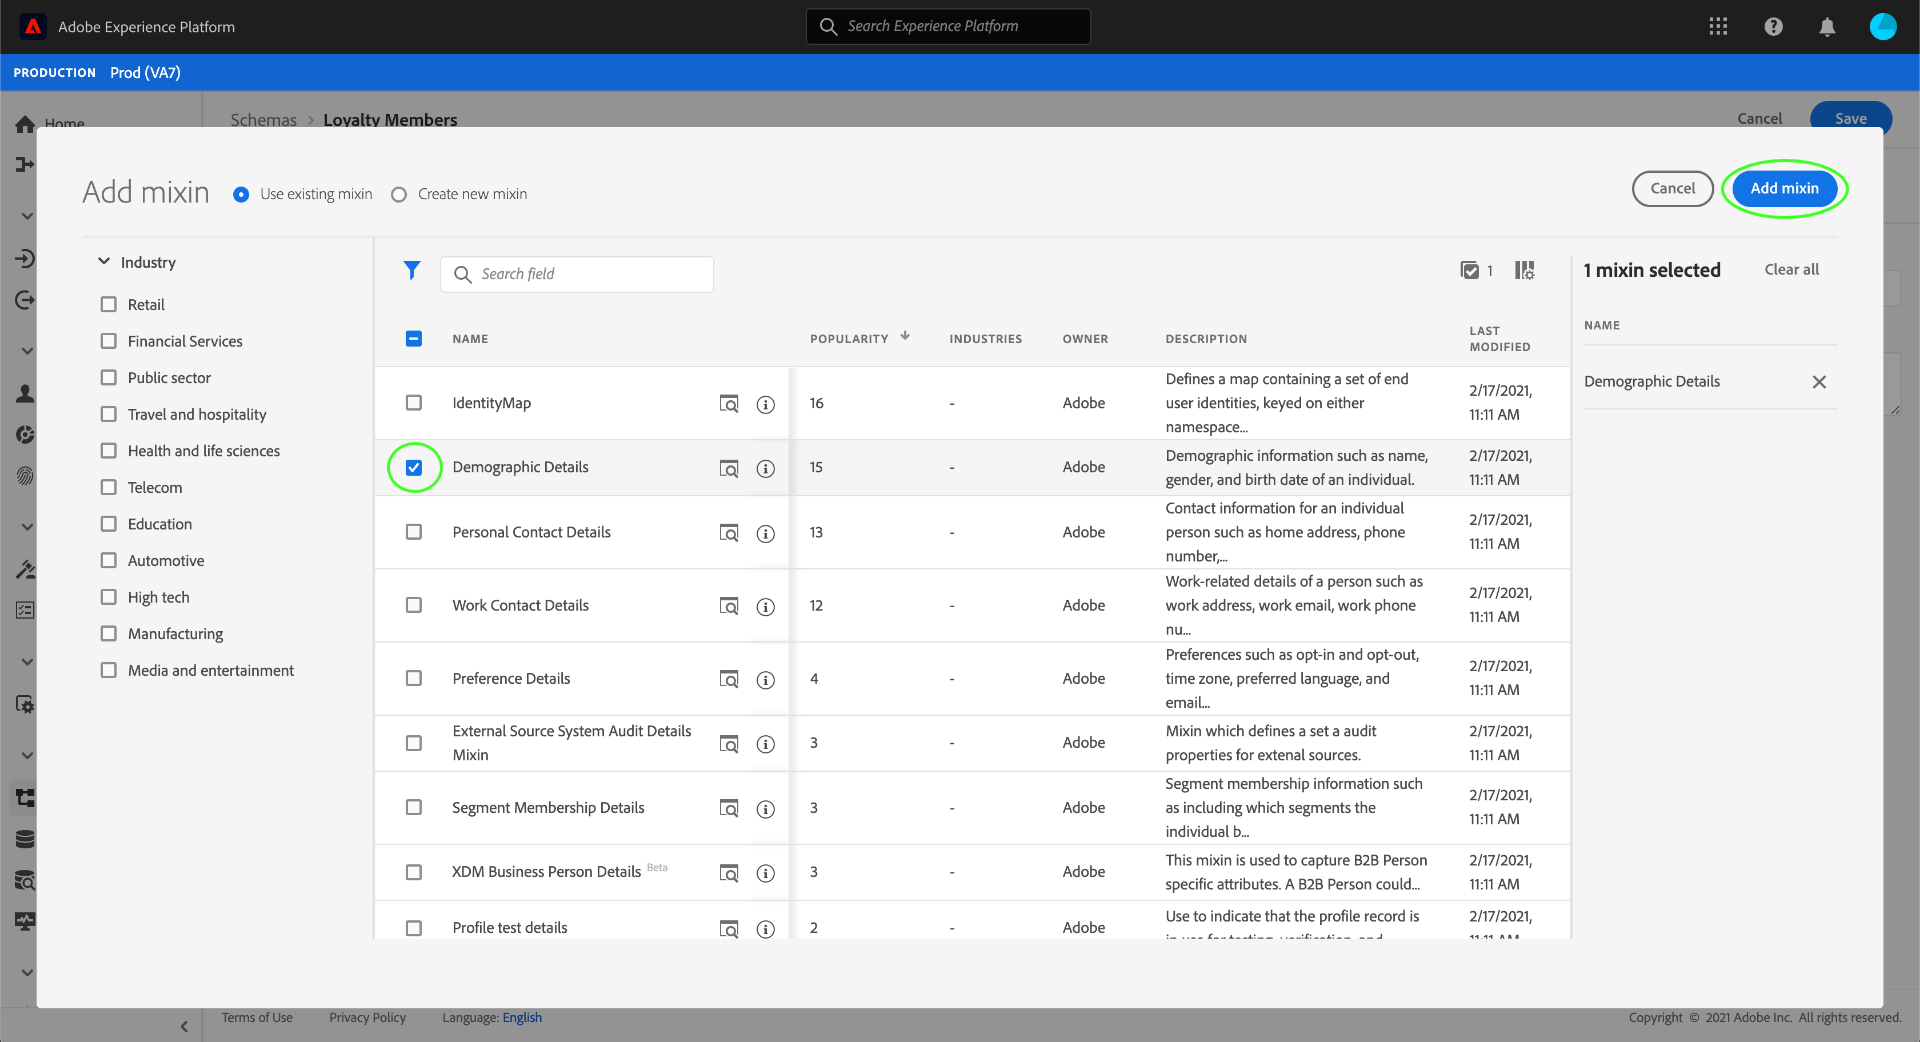 Adobe Experience Platform
Search Experience Platform
PRODUCTION Prod (VA7)
Home
Schemas > Loyalty Members
Cancel
Save
Add mixin
Use existing mixin
Create new mixin
Cancel
Add mixin
Industry
Retail
Financial Services
Public sector
Travel and hospitality
Health and life sciences
Telecom
Education
Automotive
High tech
Manufacturing
Media and entertainment
Search field
1
NAME POPULARITY INDUSTRIES OWNER DESCRIPTION LAST
MODIFIED
IdentityMap 16 - Adobe
Defines a map containing a set of end
user identities, keyed on either
namespace...
2/17/2021,
11:11 AM
Demographic Details 15 - Adobe
Demographic information such as name,
gender, and birth date of an individual.
2/17/2021,
11:11 AM
Personal Contact Details 13 - Adobe
Contact information for an individual
person such as home address, phone
number,...
2/17/2021,
11:11 AM
Work Contact Details 12 - Adobe
Work-related details of a person such as
work address, work email, work phone
nu...
2/17/2021,
11:11 AM
Preference Details 4 - Adobe
Preferences such as opt-in and opt-out,
time zone, preferred language, and
email...
2/17/2021,
11:11 AM
External Source System Audit Details
Mixin
3 - Adobe
Mixin which defines a set a audit
properties for extenal sources.
2/17/2021,
11:11 AM
Segment Membership Details 3 - Adobe
Segment membership information such
as including which segments the
individual b...
2/17/2021,
11:11 AM
XDM Business Person Details Beta 3 - Adobe
This mixin is used to capture B2B Person
specific attributes. A B2B Person could...
2/17/2021,
11:11 AM
Profile test details 2 - Adobe
Use to indicate that the profile record is
in use for testing, verification, and
2/17/2021,
11:11 AM
1 mixin selected
Clear all
NAME
Demographic Details
Terms of Use
Privacy Policy
Language: English
Copyright © 2021 Adobe Inc. All rights reserved.